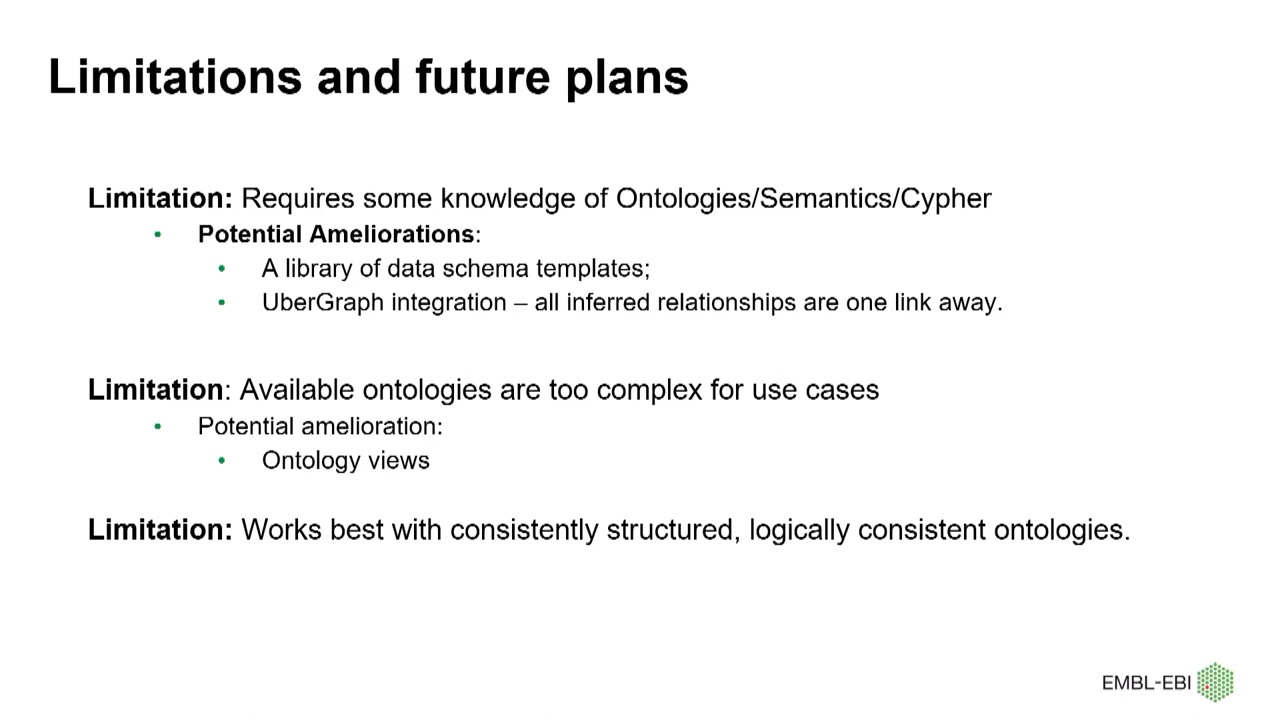 Limitations and future plans
Limitation: Requires some knowledge of Ontologies/Semantics/Cypher
• Potential Ameliorations:
• A library of data schema templates;
• UberGraph integration – all inferred relationships are one link away.
Limitation: Available ontologies are too complex for use cases
• Potential amelioration:
• Ontology views
Limitation: Works best with consistently structured, logically consistent ontologies.
EMBL-EBI